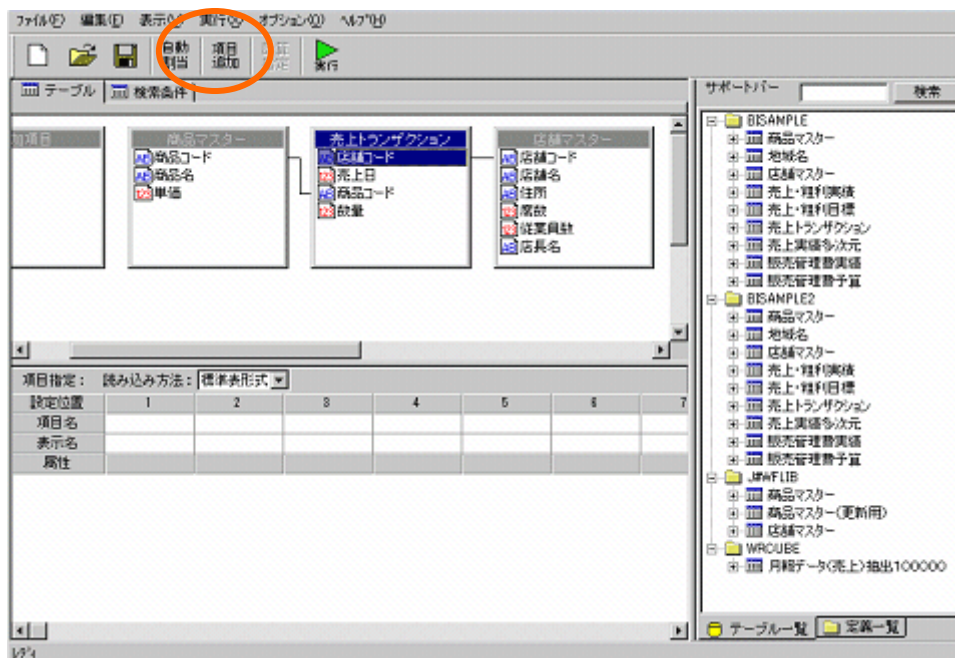 ファイル(F) 編集(E) 表示(V) 実行(X) オプション(O) ヘルプ(H)
自動割当 項目追加 実行
テーブル 検索条件
加項目 商品マスター 売上トランザクション 店舗マスター
商品コード 店舗コード 店舗コード
商品名 売上日 店舗名
単価 商品コード 住所
数量 席数
従業員数
店長名
項目指定： 読み込み方法： 標準表形式
設定位置 1 2 3 4 5 6 7
項目名
表示名
属性
サポートバー 検索
BISAMPLE
商品マスター
地域名
店舗マスター
売上・粗利実績
売上・粗利目標
売上トランザクション
売上実績多次元
販売管理費実績
販売管理費予算
BISAMPLE2
商品マスター
地域名
店舗マスター
売上・粗利実績
売上・粗利目標
売上トランザクション
売上実績多次元
販売管理費実績
販売管理費予算
J#WFLIB
商品マスター
商品マスター(更新用)
店舗マスター
WRCUBE
月報データ(売上)抽出100000
テーブル一覧 定義一覧
レディ